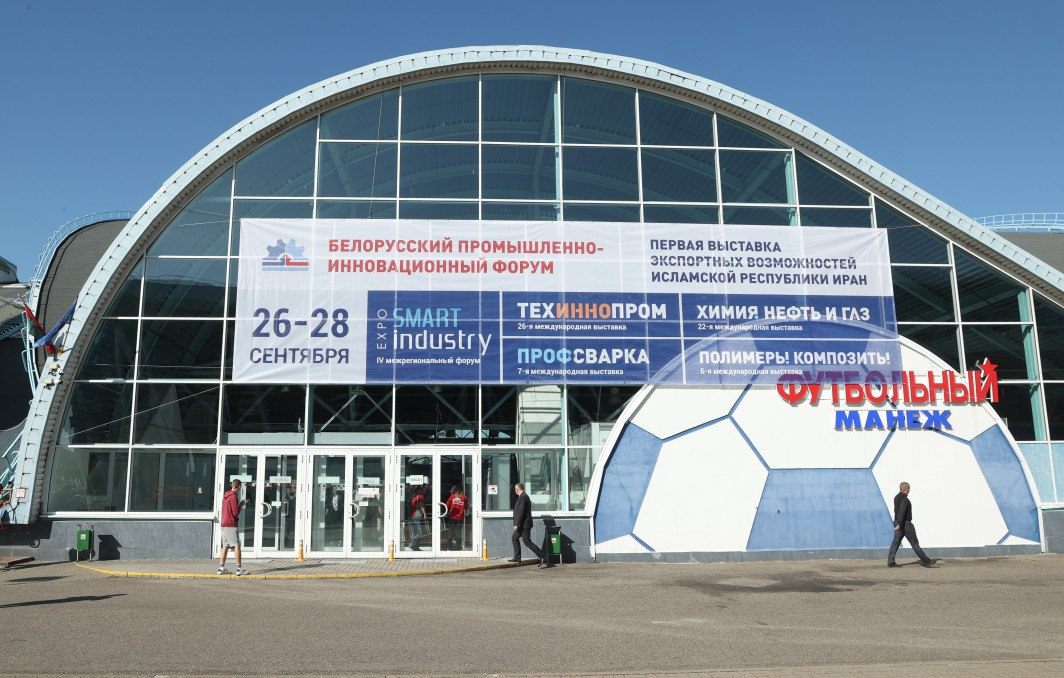 БЕЛОРУССКИЙ ПРОМЫШЛЕННО-
ИННОВАЦИОННЫЙ ФОРУМ
ПЕРВАЯ ВЫСТАВКА
ЭКСПОРТНЫХ ВОЗМОЖНОСТЕЙ
ИСЛАМСКОЙ РЕСПУБЛИКИ ИРАН
26-28
СЕНТЯБРЯ
EXPO
SMART
industry
IV межрегиональный форум
ТЕХИННОПРОМ
26-я международная выставка
ХИМИЯ НЕФТЬ И ГАЗ
22-я международная выставка
ПРОФСВАРКА
7-я международная выставка
ПОЛИМЕРЫ КОМПОЗИТЫ
6-я международная выставка
ФУТБОЛЬНЫЙ
МАНЕЖ